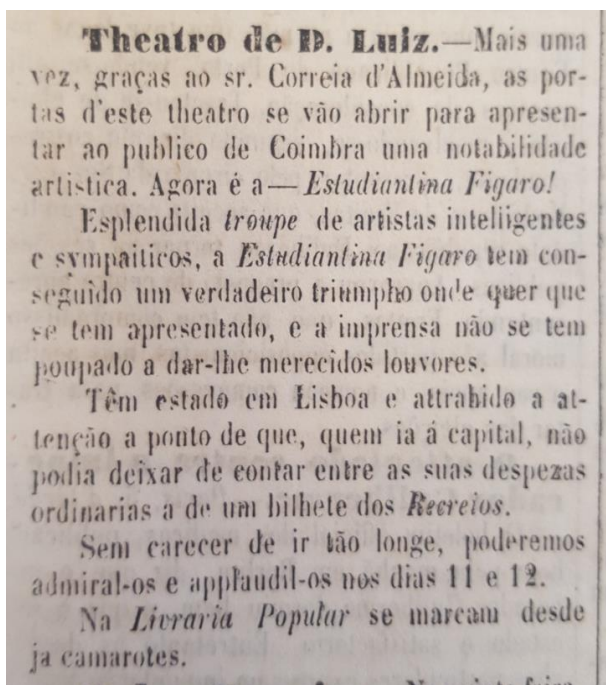 Theatro de D. Luiz.—Mais uma
vez, graças ao sr. Correia d'Almeida, as por-
tas d'este theatro se vão abrir para apresen-
tar ao publico de Coimbra uma notabilidade
artistica. Agora é a—Estudiantina Figaro!
Esplendida troupe de artistas inteliigentes
e sympaiticos, a Estudiantina Figaro tem con-
seguido um verdadeiro triumpho onde quer que
se tem apresentado, e a imprensa não se tem
poupado a dar-lhe merecidos louvores.
Têm estado em Lisboa e attrahido a at-
tenção a ponto de que, quem ia á capital, não
podia deixar de contar entre as suas despezas
ordinarias a de um bilhete dos Recreios.
Sem carecer de ir tão longe, poderemos
admiral-os e applaudil-os nos dias 11 e 12.
Na Livraria Popular se marcam desde
ja camarotes.